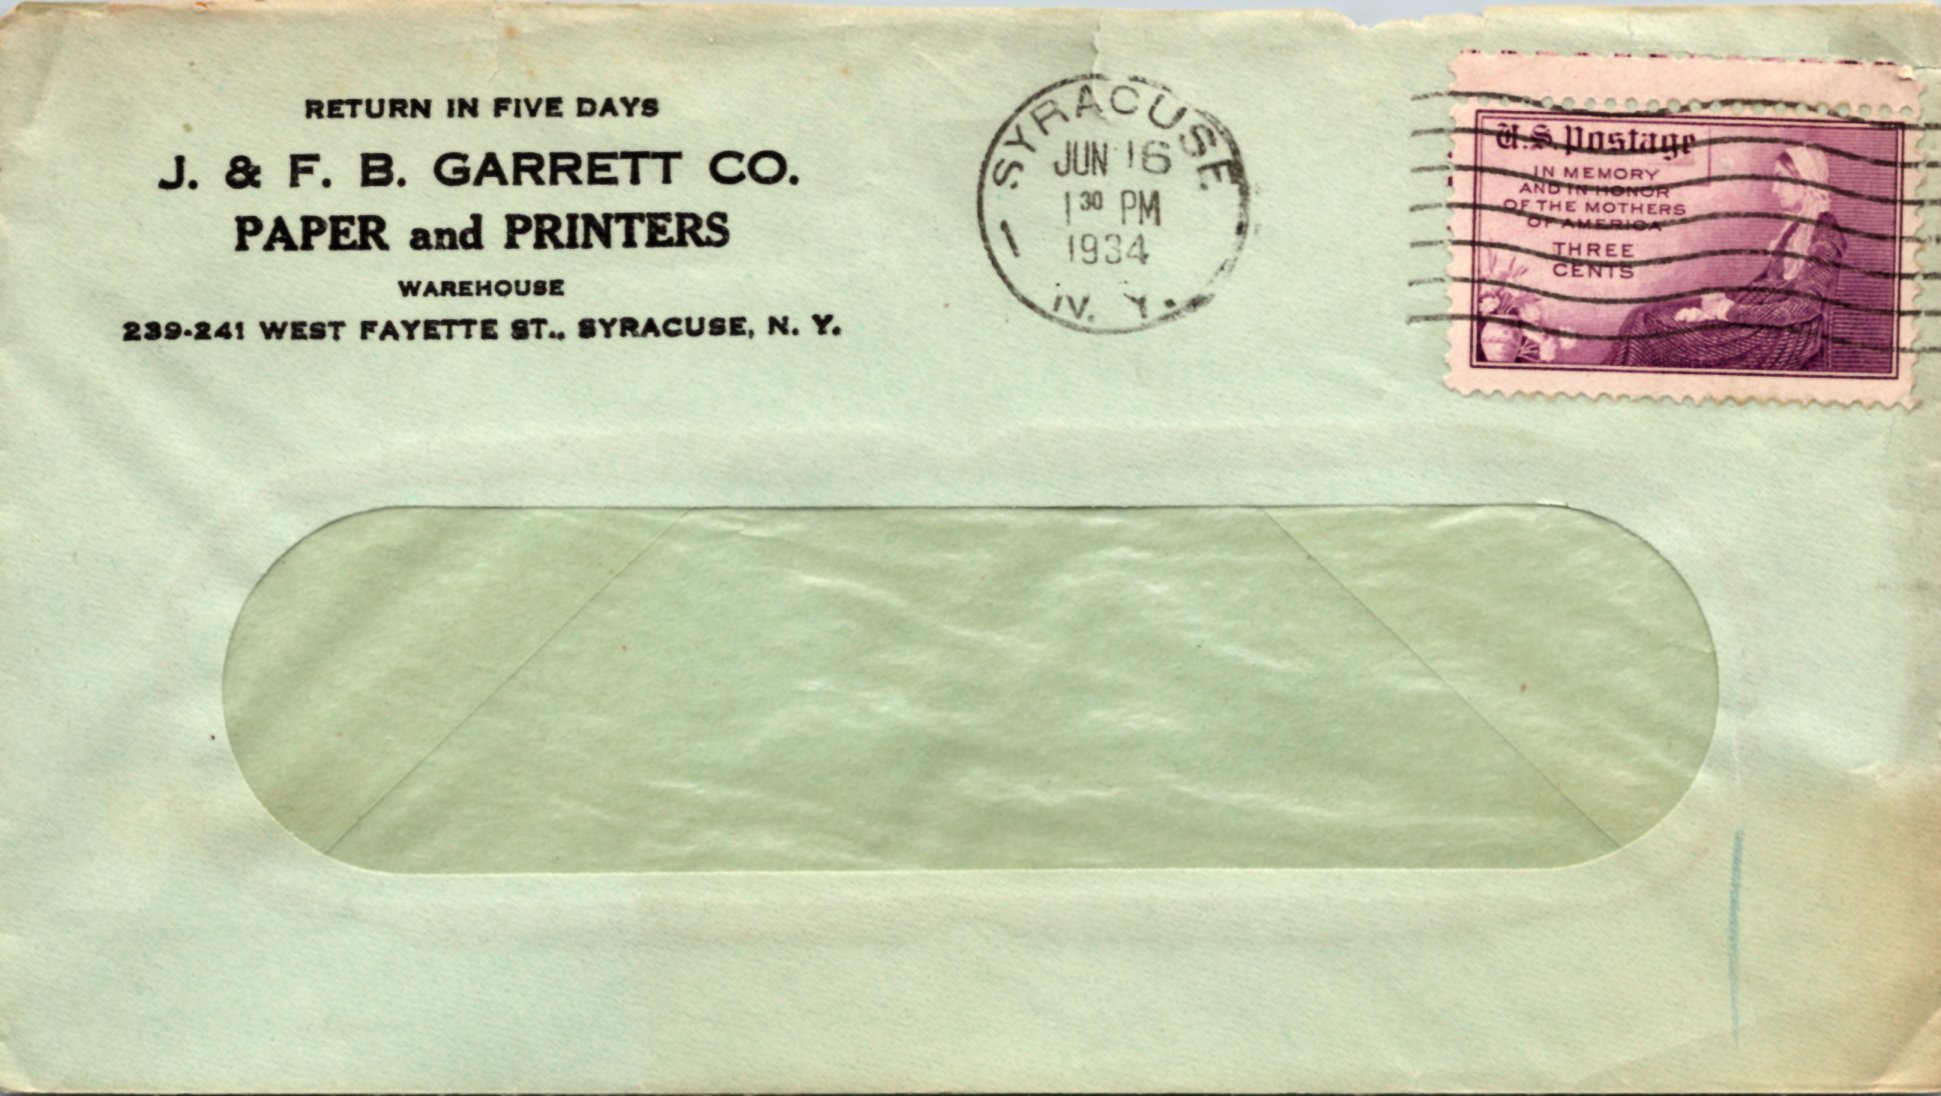 RETURN IN FIVE DAYS
J. & F. B. GARRETT CO.
PAPER and PRINTERS
WAREHOUSE
239-241 WEST FAYETTE ST., SYRACUSE, N. Y.
SYRACUSE
JUN 16
1 30 PM
1934
N. Y.
U.S. Postage
IN MEMORY
AND IN HONOR
OF THE MOTHERS
OF AMERICA
THREE
CENTS